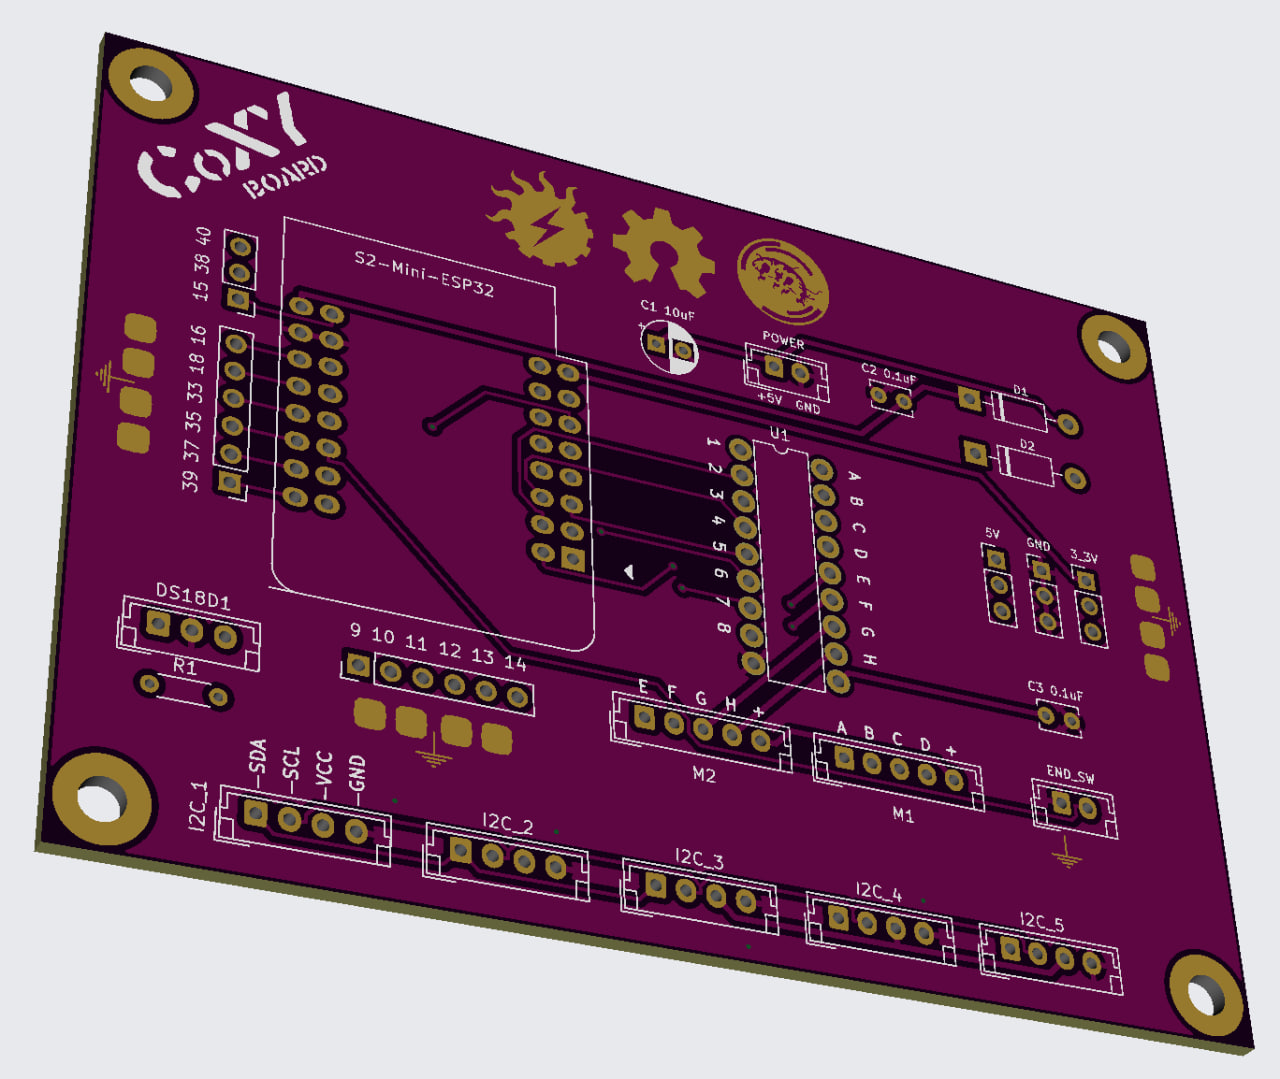 CoXY
BOARD
S2-Mini-ESP32
15 38 40
39 37 35 33 18 16
C1 10uF
+
POWER
+5V GND
C2 0.1uF
D1
D2
U1
1
2
3
4
5
6
7
8
A
B
C
D
E
F
G
H
5V
GND
3_3V
DS18D1
R1
9 10 11 12 13 14
E F G H +
M2
A B C D +
M1
C3 0.1uF
END_SW
I2C_1
-SDA
-SCL
-VCC
-GND
I2C_2
I2C_3
I2C_4
I2C_5